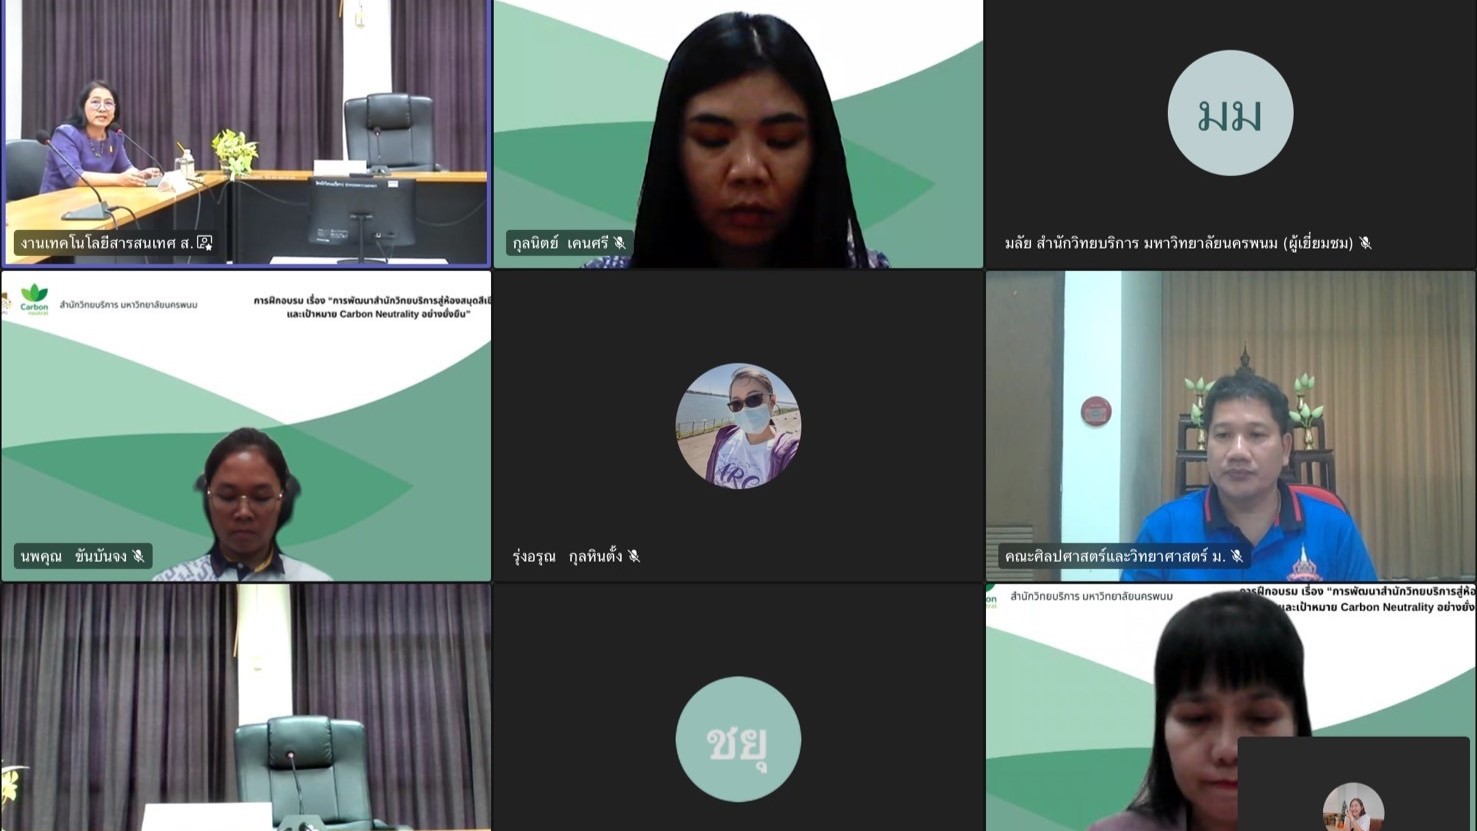 งานเทคโนโลยีสารสนเทศ ส.
กุลนิตย์ เคนศรี
มม
มลัย สำนักวิทยบริการ มหาวิทยาลัยนครพนม (ผู้เยี่ยมชม)
Carbon
neutral
สำนักวิทยบริการ มหาวิทยาลัยนครพนม
การฝึกอบรม เรื่อง "การพัฒนาสำนักวิทยบริการสู่ห้องสมุดสีเขี
และเป้าหมาย Carbon Neutrality อย่างยั่งยืน"
นพคุณ ขันบันจง
รุ่งอรุณ กุลหินตั้ง
คณะศิลปศาสตร์และวิทยาศาสตร์ ม.
ชยุ
สำนักวิทยบริการ มหาวิทยาลัยนครพนม
การฝึกอบรม เรื่อง "การพัฒนาสำนักวิทยบริการสู่ห้อ
และเป้าหมาย Carbon Neutrality อย่างยั่ง